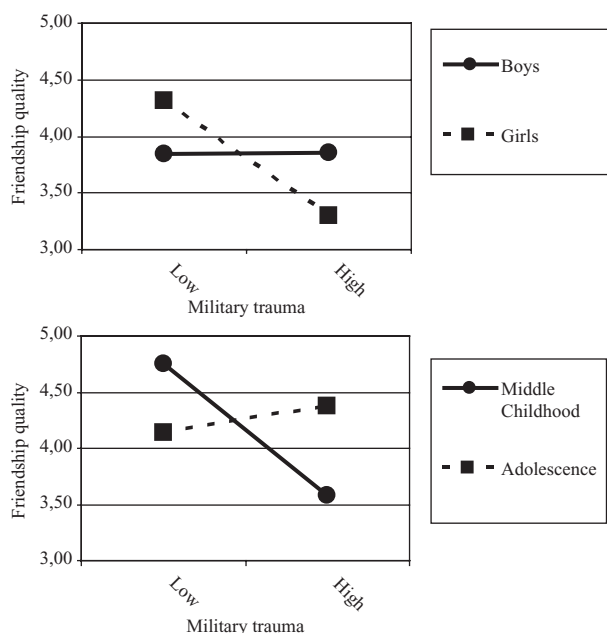 5,00
4,50
4,00
3,50
3,00
Friendship quality
Low
High
Military trauma
Boys
Girls
5,00
4,50
4,00
3,50
3,00
Friendship quality
Low
High
Military trauma
Middle
Childhood
Adolescence